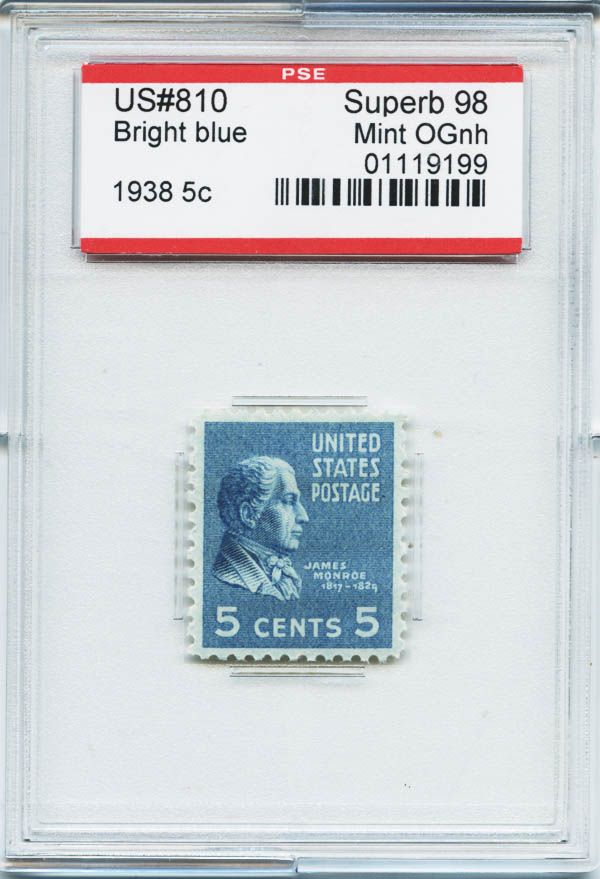 PSE
US#810 Superb 98
Bright blue Mint OGnh
01119199
1938 5c
UNITED
STATES
POSTAGE
JAMES
MONROE
1817-1829
5 CENTS 5